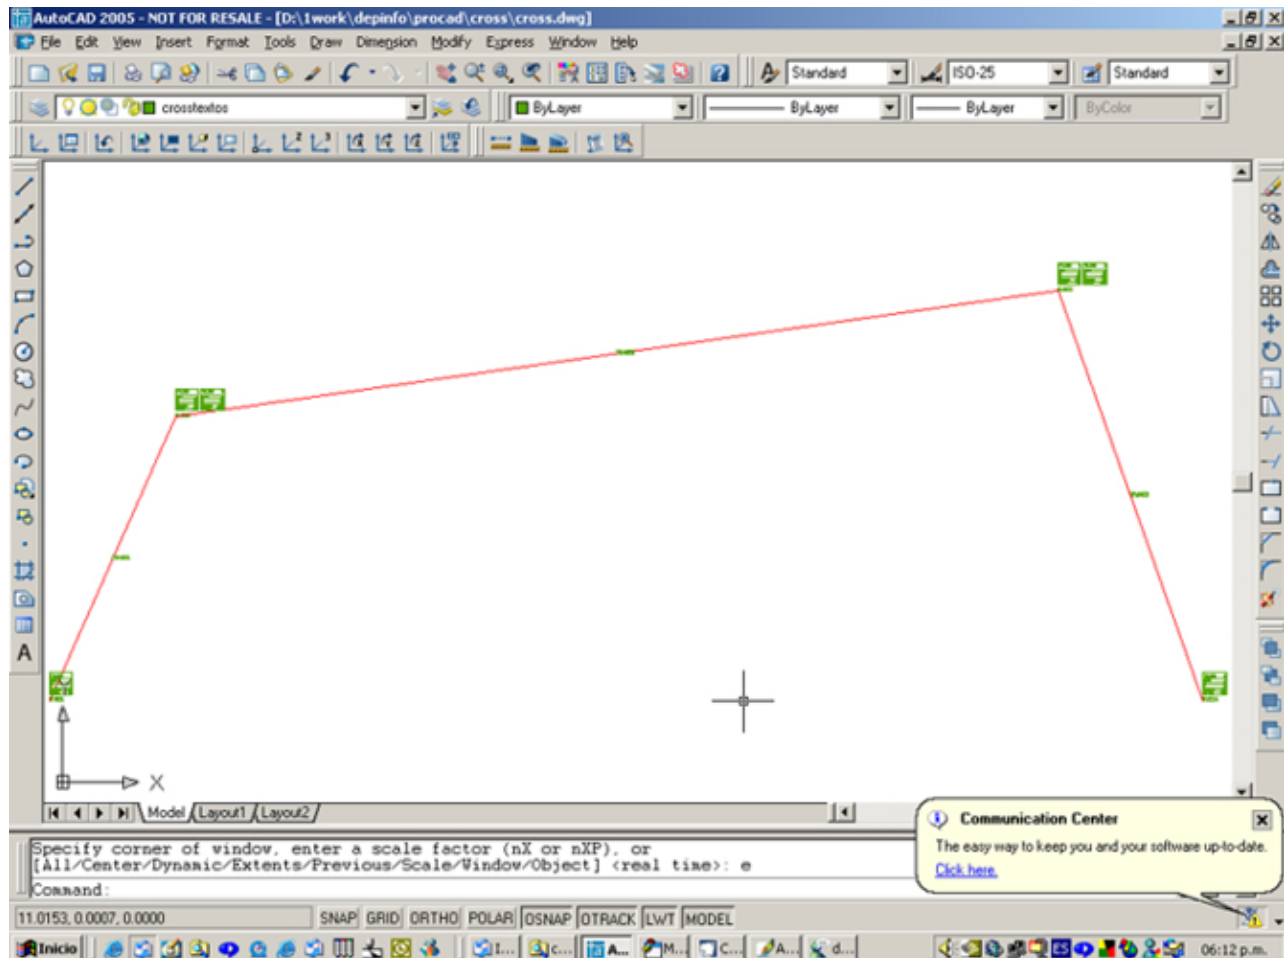 AutoCAD 2005 - NOT FOR RESALE - [D:\1work\depinfo\procad\cross\cross.dwg]
File Edit View Insert Format Tools Draw Dimension Modify Express Window Help
Standard ISO-25 Standard
crosstextos ByLayer ByLayer ByLayer ByColor
A
X
Model Layout1 Layout2
Specify corner of window, enter a scale factor (nX or nXP), or
[All/Center/Dynamic/Extents/Previous/Scale/Window/Object] <real time>: e
Command:
Communication Center
The easy way to keep you and your software up-to-date.
Click here.
11.0153, 0.0007, 0.0000 SNAP GRID ORTHO POLAR OSNAP OTRACK LWT MODEL
Inicio I... c... A... M... C... A... d... ES 06:12 p.m.